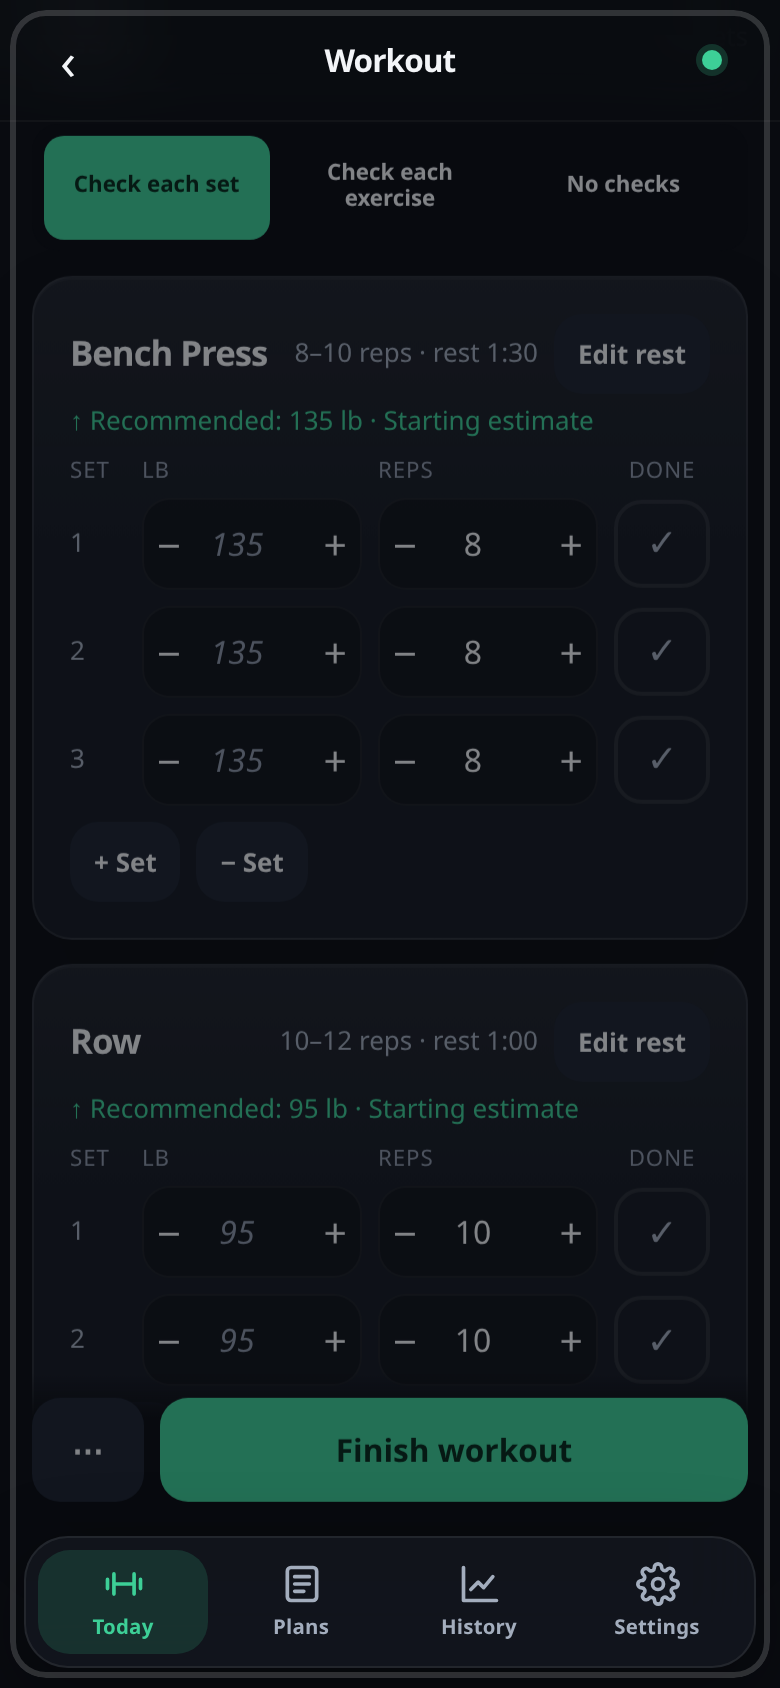 ‹ Workout
Check each set
Check each exercise
No checks
Bench Press 8–10 reps · rest 1:30 Edit rest
↑ Recommended: 135 lb · Starting estimate
SET LB REPS DONE
1 − 135 + − 8 + ✓
2 − 135 + − 8 + ✓
3 − 135 + − 8 + ✓
+ Set − Set
Row 10–12 reps · rest 1:00 Edit rest
↑ Recommended: 95 lb · Starting estimate
SET LB REPS DONE
1 − 95 + − 10 + ✓
2 − 95 + − 10 + ✓
··· Finish workout
Today Plans History Settings